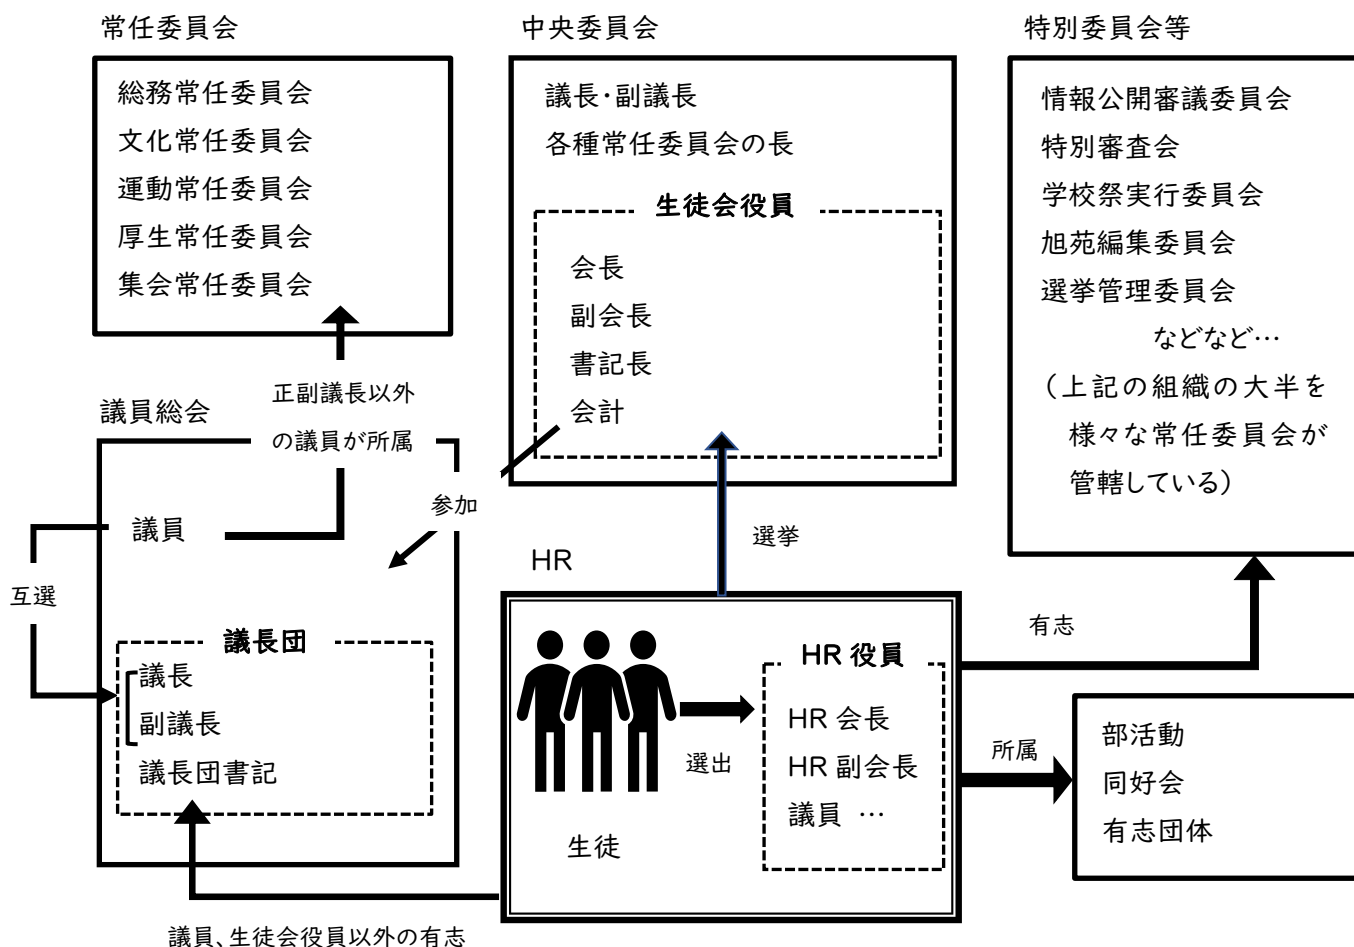 常任委員会
総務常任委員会
文化常任委員会
運動常任委員会
厚生常任委員会
集会常任委員会
中央委員会
議長・副議長
各種常任委員会の長
生徒会役員
会長
副会長
書記長
会計
特別委員会等
情報公開審議委員会
特別審査会
学校祭実行委員会
旭苑編集委員会
選挙管理委員会
などなど…
（上記の組織の大半を
様々な常任委員会が
管轄している）
正副議長以外
の議員が所属
議員総会
議員
参加
互選
議長団
議長
副議長
議長団書記
選挙
HR
生徒
選出
HR 役員
HR 会長
HR 副会長
議員 …
有志
所属
部活動
同好会
有志団体
議員、生徒会役員以外の有志